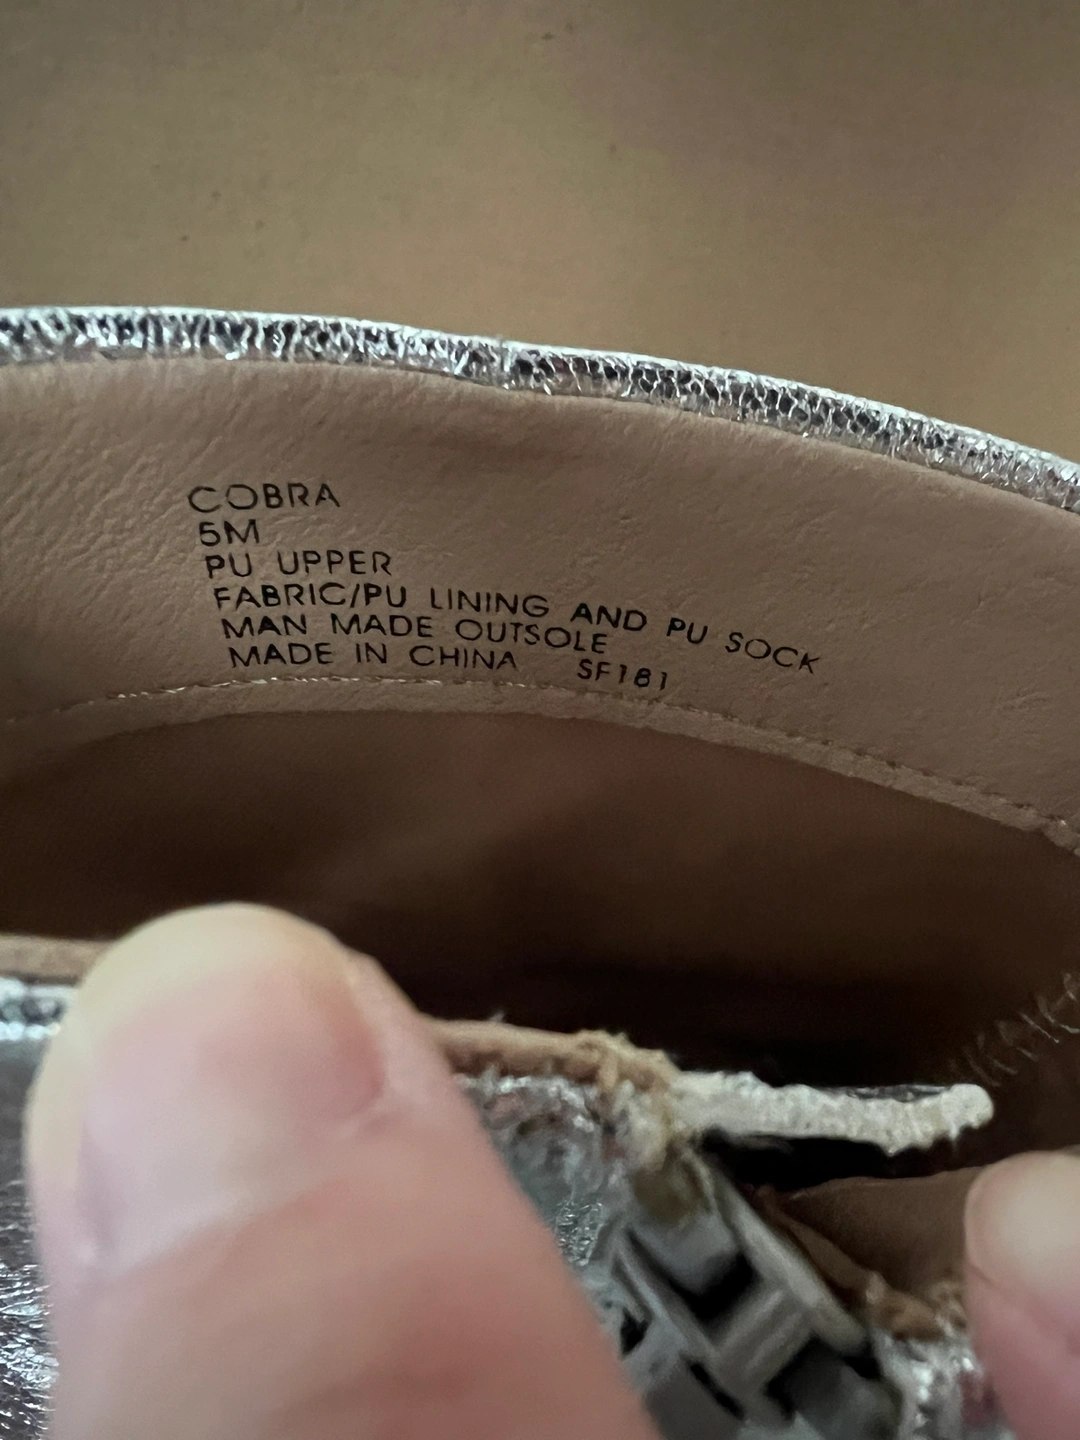 COBRA
5M
PU UPPER
FABRIC/PU LINING AND PU SOCK
MAN MADE OUTSOLE
MADE IN CHINA SF181